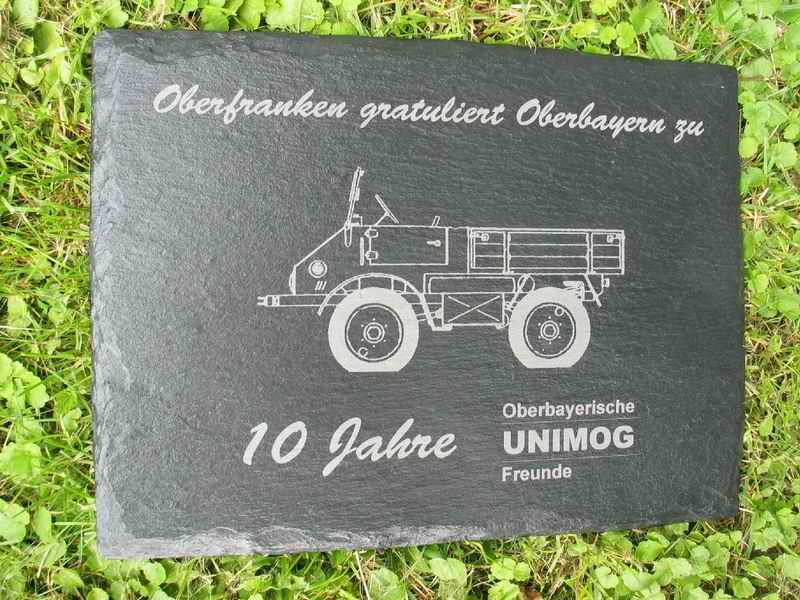 Oberfranken gratuliert Oberbayern zu
10 Jahre
Oberbayerische
UNIMOG
Freunde